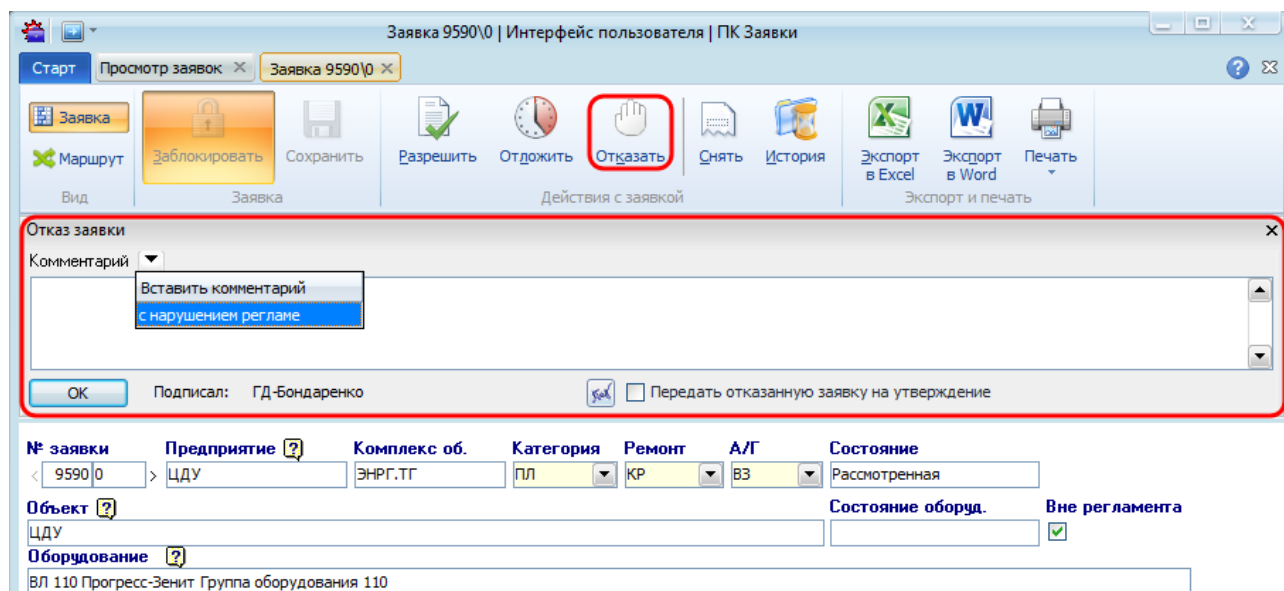 Заявка 9590\0 | Интерфейс пользователя | ПК Заявки
Старт Просмотр заявок Заявка 9590\0
Заявка
Маршрут
Вид
Заблокировать Сохранить
Заявка
Разрешить Отложить Отказать Снять История
Действия с заявкой
Экспорт в Excel
Экспорт в Word
Печать
Экспорт и печать
Отказ заявки
Комментарий
Вставить комментарий
с нарушением регламе
OK Подписал: ГД-Бондаренко Передать отказанную заявку на утверждение
№ заявки Предприятие Комплекс об. Категория Ремонт А/Г Состояние
< 9590 0 > ЦДУ ЭНРГ.ТГ ПЛ КР ВЗ Рассмотренная
Объект Состояние оборуд. Вне регламента
ЦДУ
Оборудование
ВЛ 110 Прогресс-Зенит Группа оборудования 110